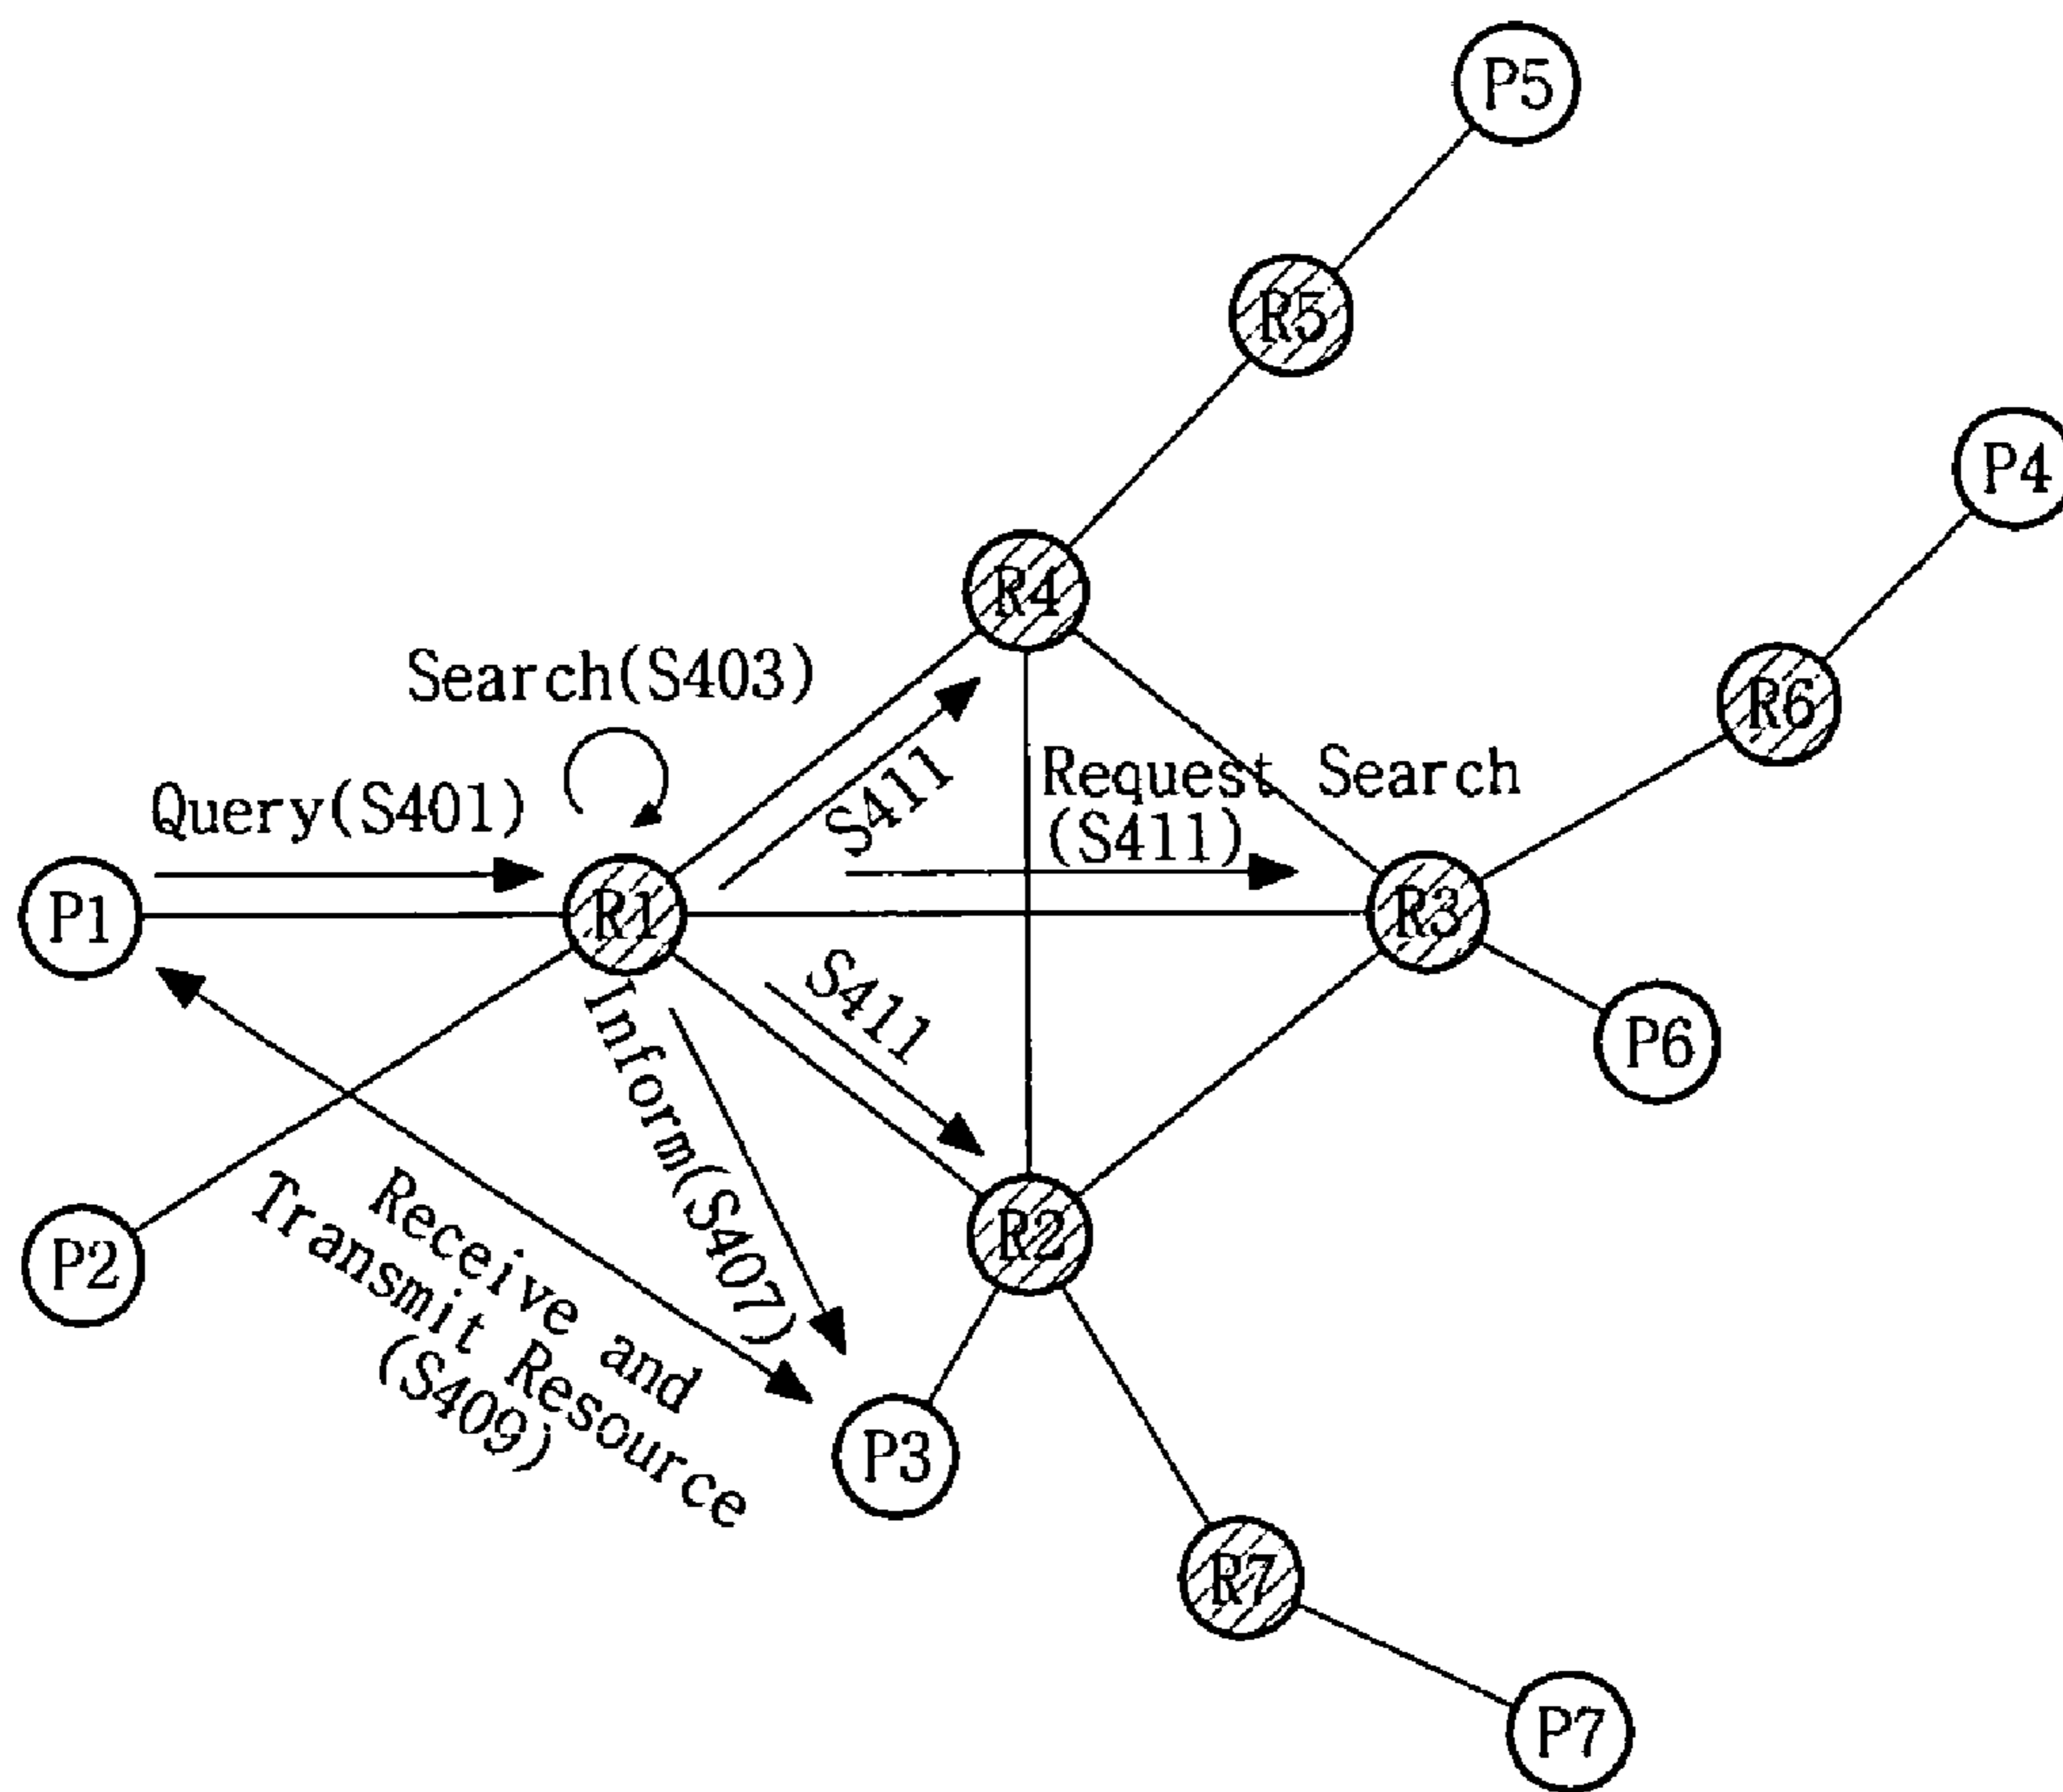 P5
R5
P4
R4
Search(S403)
R6
Query(S401)
S411
Request Search
(S411)
P1
R1
R3
S411
P6
Inform(S407)
P2
Receive and
Transmit Resource
(S409)
R2
P3
R7
P7